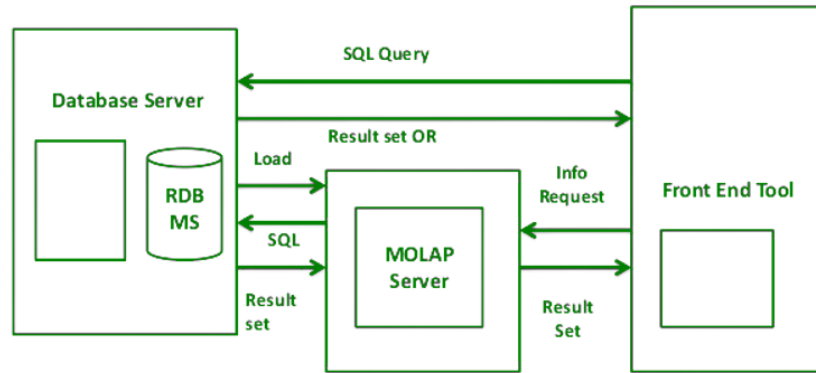 SQL Query
Database Server
Result set OR
Load
Info
Request
Front End Tool
RDB
MS
SQL
MOLAP
Server
Result
set
Result
Set